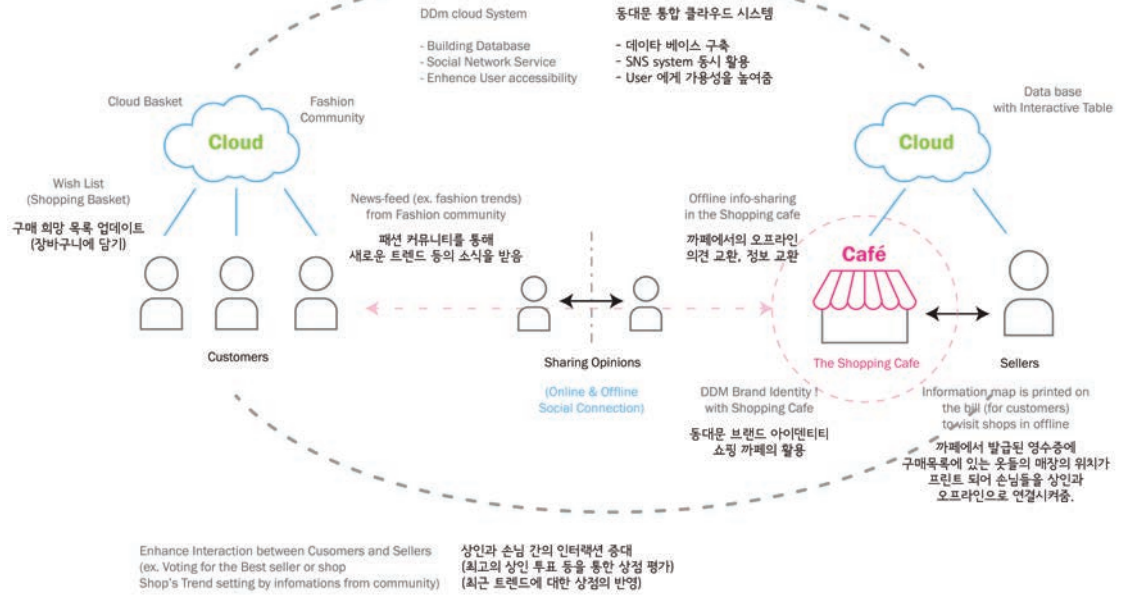 DDm cloud System
- Building Database
- Social Network Service
- Enhence User accessibility
동대문 통합 클라우드 시스템
- 데이타 베이스 구축
- SNS system 동시 활용
- User 에게 가용성을 높여줌
Cloud Basket
Fashion
Community
Cloud
Data base
with Interactive Table
Cloud
Wish List
(Shopping Basket)
구매 희망 목록 업데이트
(장바구니에 담기)
News-feed (ex. fashion trends)
from Fashion community
패션 커뮤니티를 통해
새로운 트렌드 등의 소식을 받음
Offline info-sharing
in the Shopping cafe
까페에서의 오프라인
의견 교환, 정보 교환
Café
Customers
Sharing Opinions
(Online & Offline
Social Connection)
The Shopping Cafe
Sellers
DDM Brand Identity !
with Shopping Cafe
동대문 브랜드 아이덴티티
쇼핑 까페의 활용
Information map is printed on
the bill (for customers)
to visit shops in offline
까페에서 발급된 영수증에
구매목록에 있는 옷들의 매장의 위치가
프린트 되어 손님들을 상인과
오프라인으로 연결시켜줌.
Enhance Interaction between Cusomers and Sellers
(ex. Voting for the Best seller or shop
Shop's Trend setting by infomations from community)
상인과 손님 간의 인터랙션 증대
(최고의 상인 투표 등을 통한 상점 평가)
(최근 트렌드에 대한 상점의 반영)